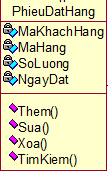 PhieuDatHang
MaKhachHang
MaHang
SoLuong
NgayDat
Them()
Sua()
Xoa()
TimKiem()